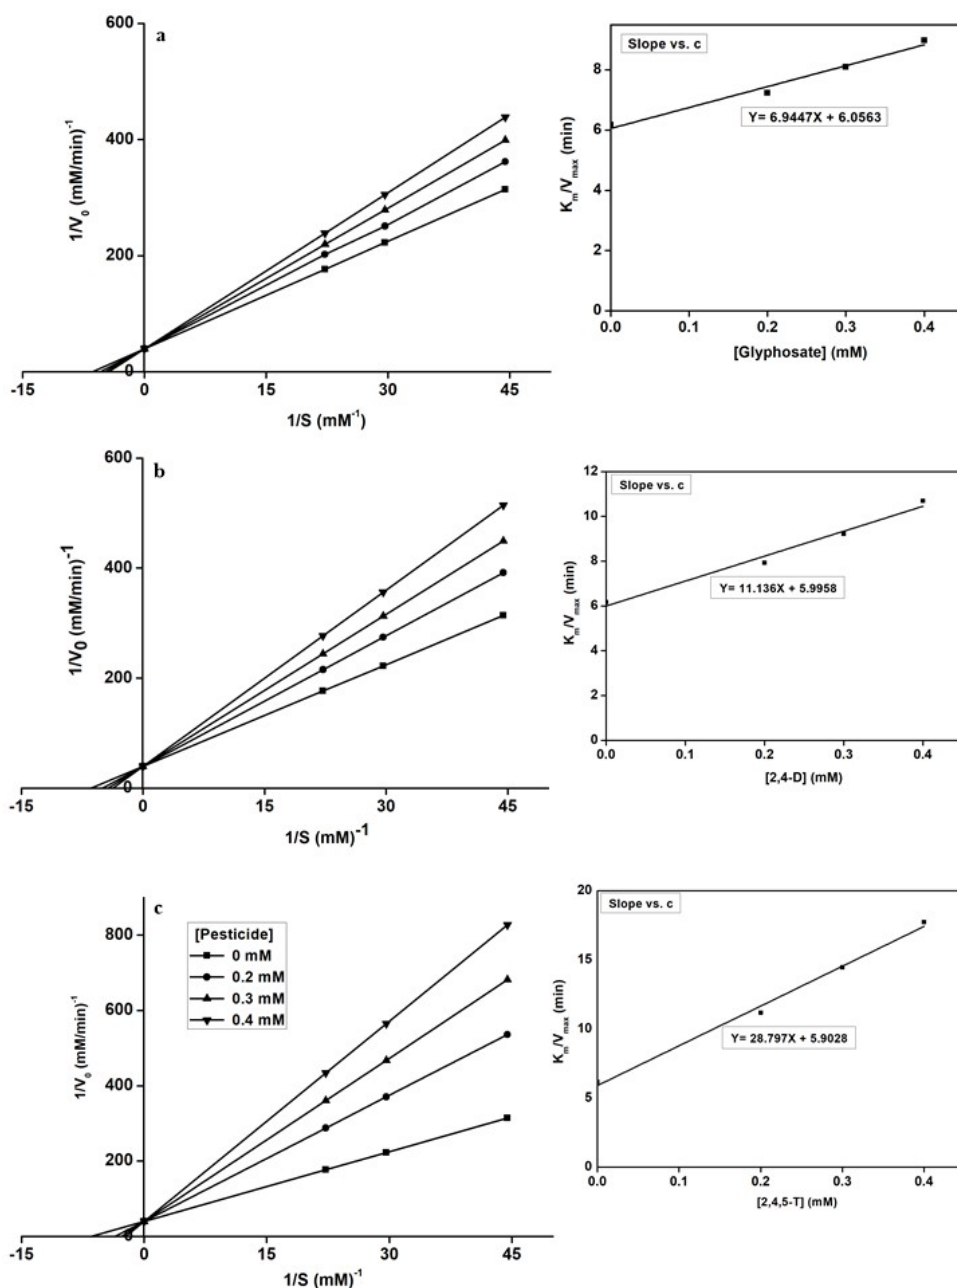 a
600
400
200
0
1/V0 (mM/min)-1
-15 0 15 30 45
1/S (mM-1)
Slope vs. c
Y= 6.9447X + 6.0563
8
6
4
2
0
Km/Vmax (min)
0.0 0.1 0.2 0.3 0.4
[Glyphosate] (mM)
b
600
400
200
0
1/V0 (mM/min)-1
-15 0 15 30 45
1/S (mM)-1
Slope vs. c
Y= 11.136X + 5.9958
12
10
8
6
4
2
0
Km/Vmax (min)
0.0 0.1 0.2 0.3 0.4
[2,4-D] (mM)
c
[Pesticide]
0 mM
0.2 mM
0.3 mM
0.4 mM
800
600
400
200
0
1/V0 (mM/min)-1
-15 0 15 30 45
1/S (mM)-1
Slope vs. c
Y= 28.797X + 5.9028
20
15
10
5
0
Km/Vmax (min)
0.0 0.1 0.2 0.3 0.4
[2,4,5-T] (mM)